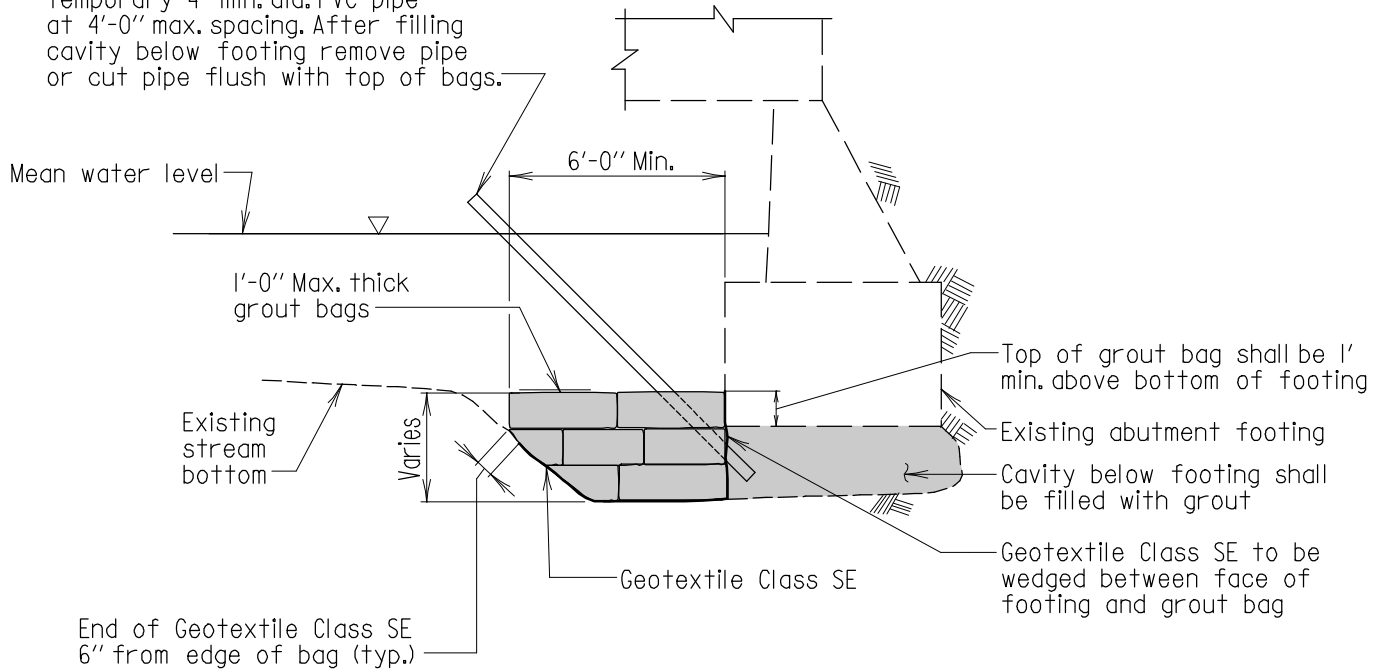 Temporary 4" min. dia. PVC pipe
at 4'-0" max. spacing. After filling
cavity below footing remove pipe
or cut pipe flush with top of bags.
Mean water level
6'-0" Min.
1'-0" Max. thick
grout bags
Existing
stream
bottom
Varies
Top of grout bag shall be 1'
min. above bottom of footing
Existing abutment footing
Cavity below footing shall
be filled with grout
Geotextile Class SE to be
wedged between face of
footing and grout bag
Geotextile Class SE
End of Geotextile Class SE
6" from edge of bag (typ.)